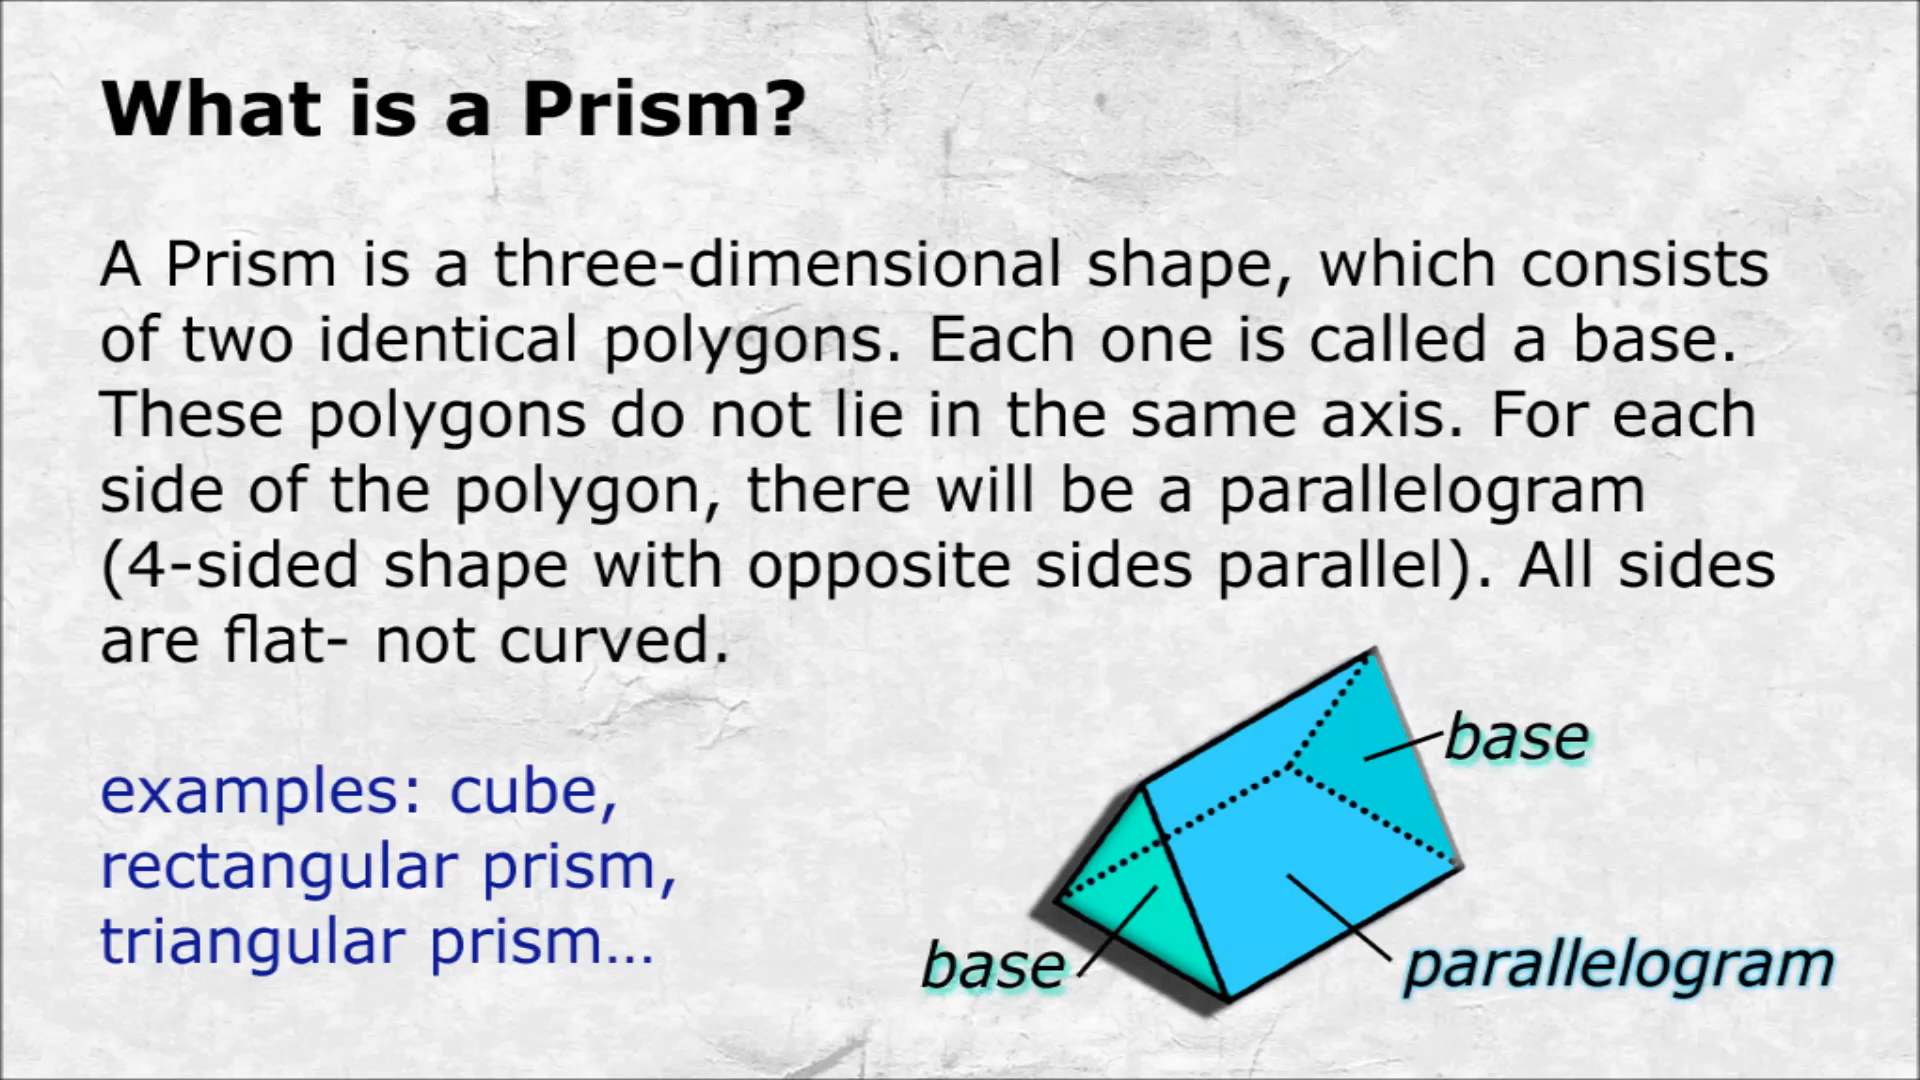 What is a Prism?
A Prism is a three-dimensional shape, which consists
of two identical polygons. Each one is called a base.
These polygons do not lie in the same axis. For each
side of the polygon, there will be a parallelogram
(4-sided shape with opposite sides parallel). All sides
are flat- not curved.
examples: cube,
rectangular prism,
triangular prism...
base
base
parallelogram